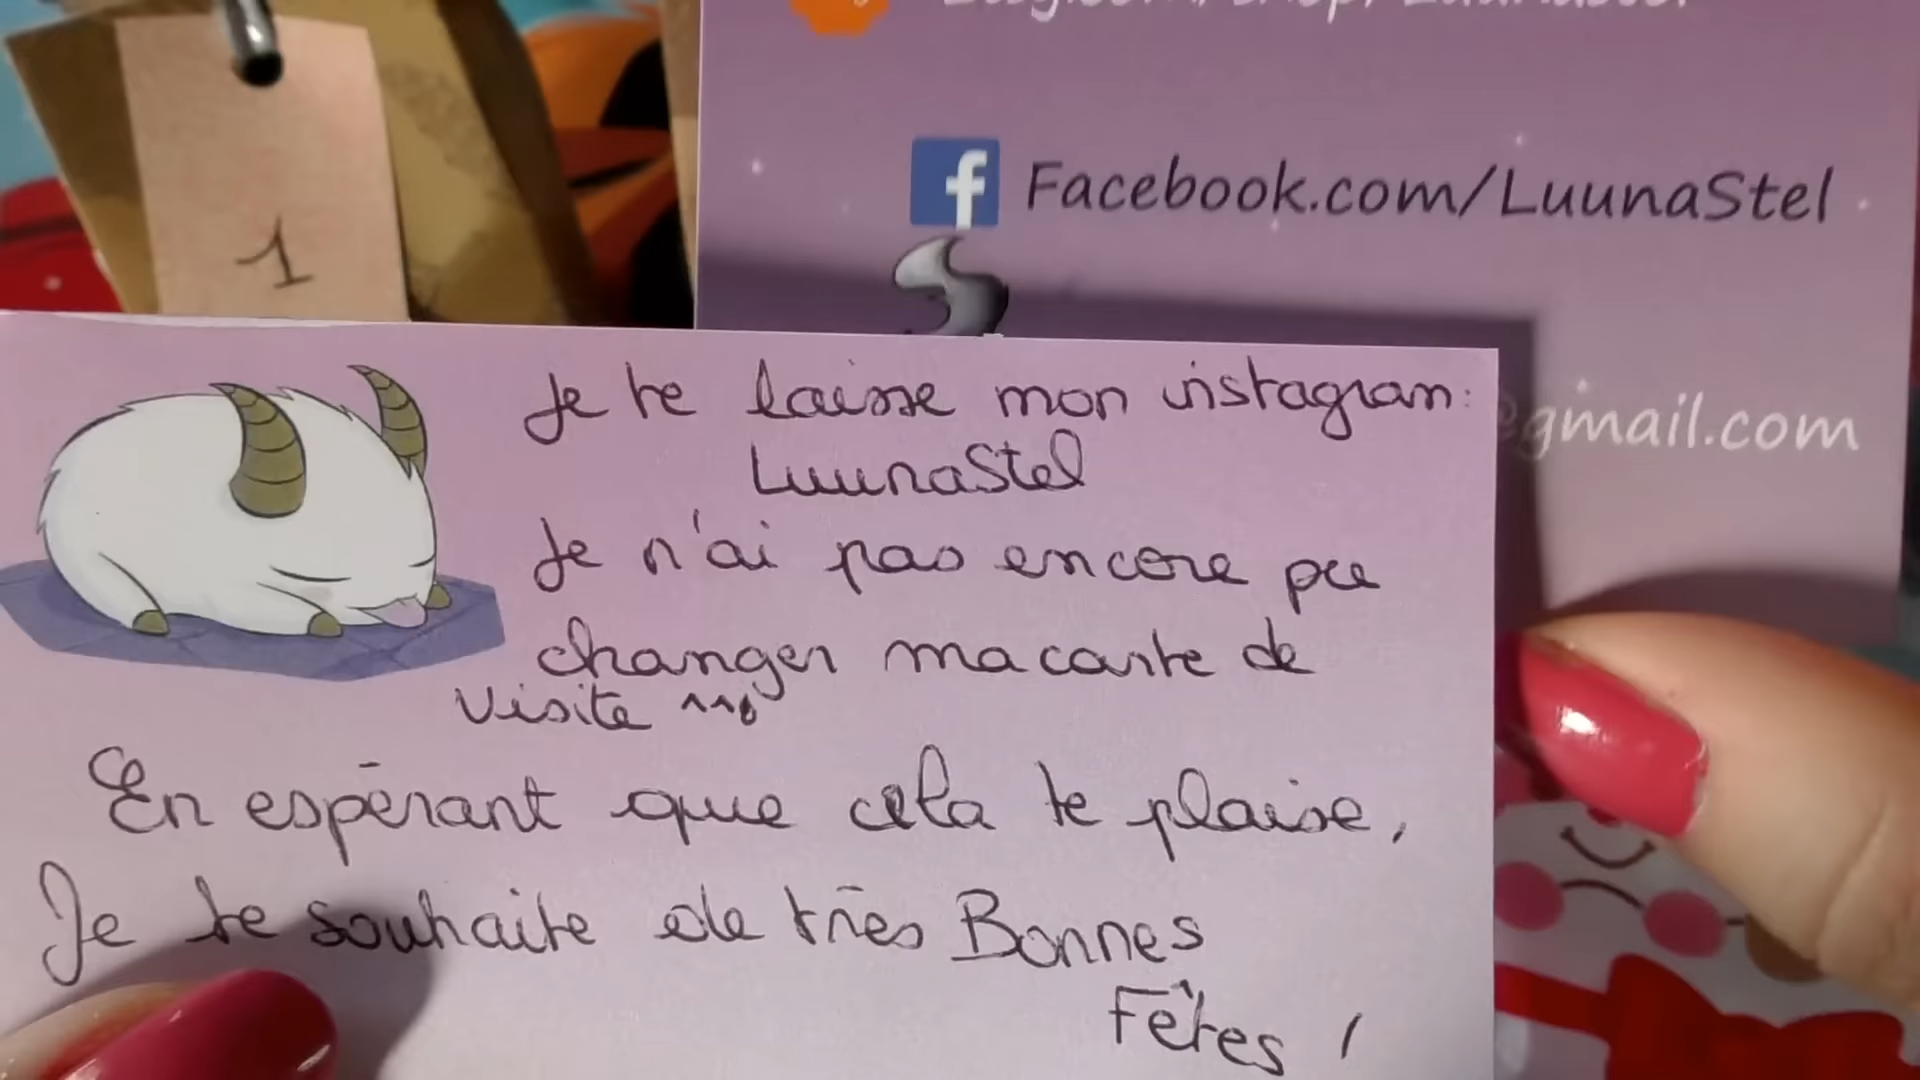 1
Facebook.com/LuunaStel
gmail.com
Je te laisse mon instagram:
LuunaStel
Je n'ai pas encore pu
changer ma carte de
visite ^^
En espérant que cela te plaise,
Je te souhaite de très Bonnes
Fêtes !